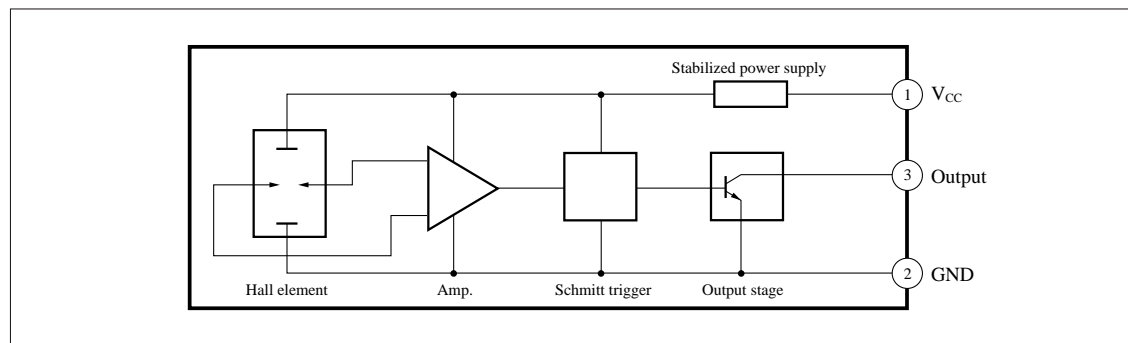 Stabilized power supply
1 VCC
3 Output
2 GND
Hall element Amp. Schmitt trigger Output stage